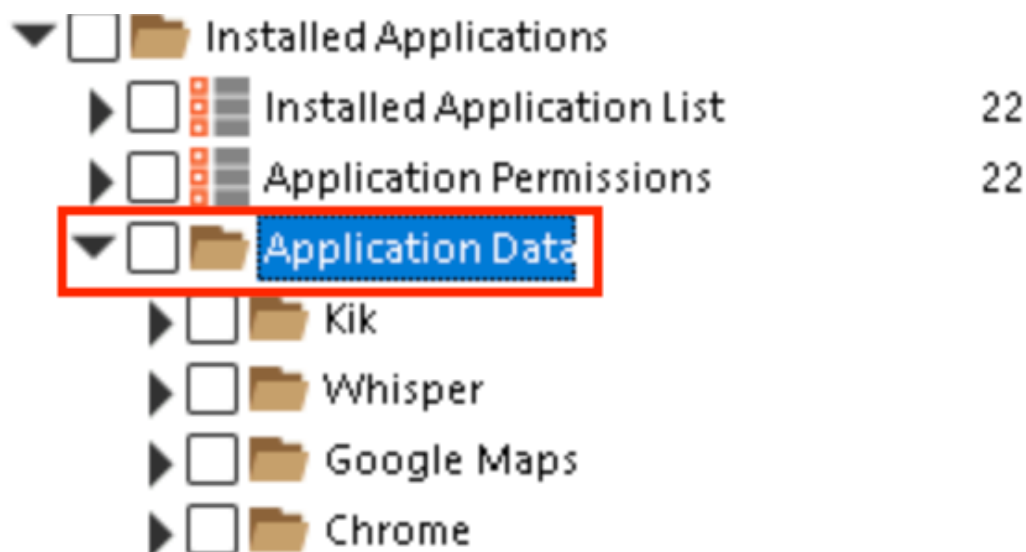 Installed Applications
Installed Application List 22
Application Permissions 22
Application Data
Kik
Whisper
Google Maps
Chrome